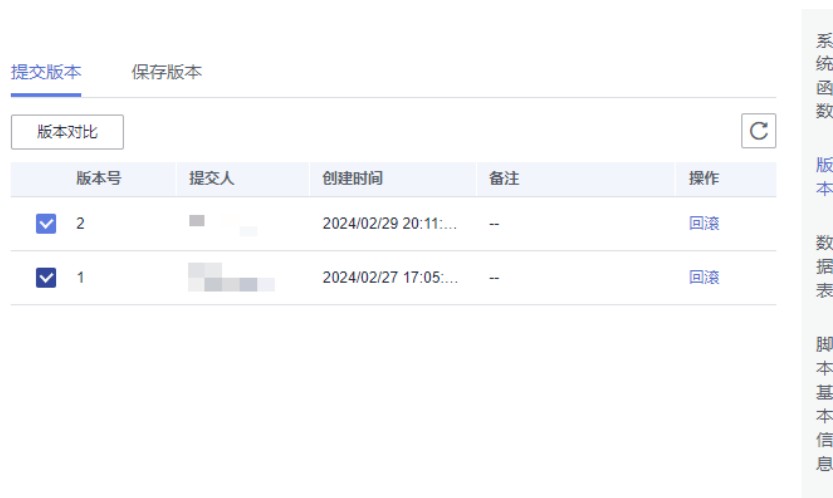 提交版本 保存版本
版本对比
版本号 提交人 创建时间 备注 操作
2 2024/02/29 20:11:... -- 回滚
1 2024/02/27 17:05:... -- 回滚
系
统
函
数
版
本
数
据
表
脚
本
基
本
信
息